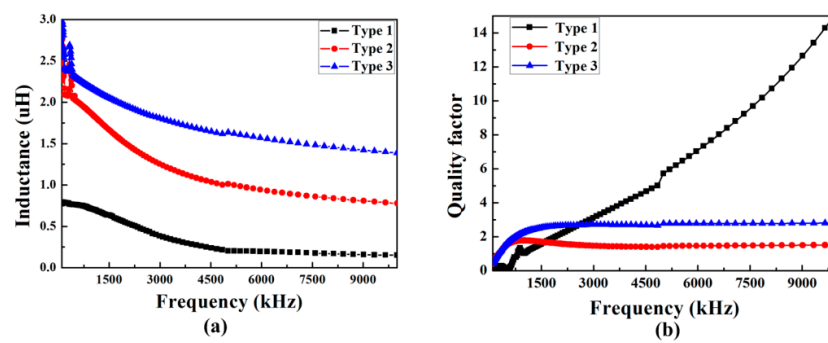 3.0
2.5
2.0
1.5
1.0
0.5
0.0
Inductance (uH)
Type 1
Type 2
Type 3
1500 3000 4500 6000 7500 9000
Frequency (kHz)
(a)
14
12
10
8
6
4
2
0
Quality factor
Type 1
Type 2
Type 3
1500 3000 4500 6000 7500 9000
Frequency (kHz)
(b)